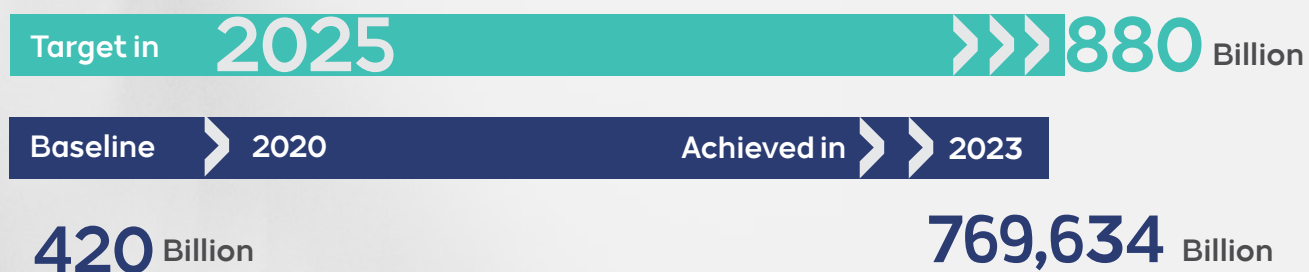 Target in 2025 880 Billion
Baseline 2020 Achieved in 2023
420 Billion 769,634 Billion